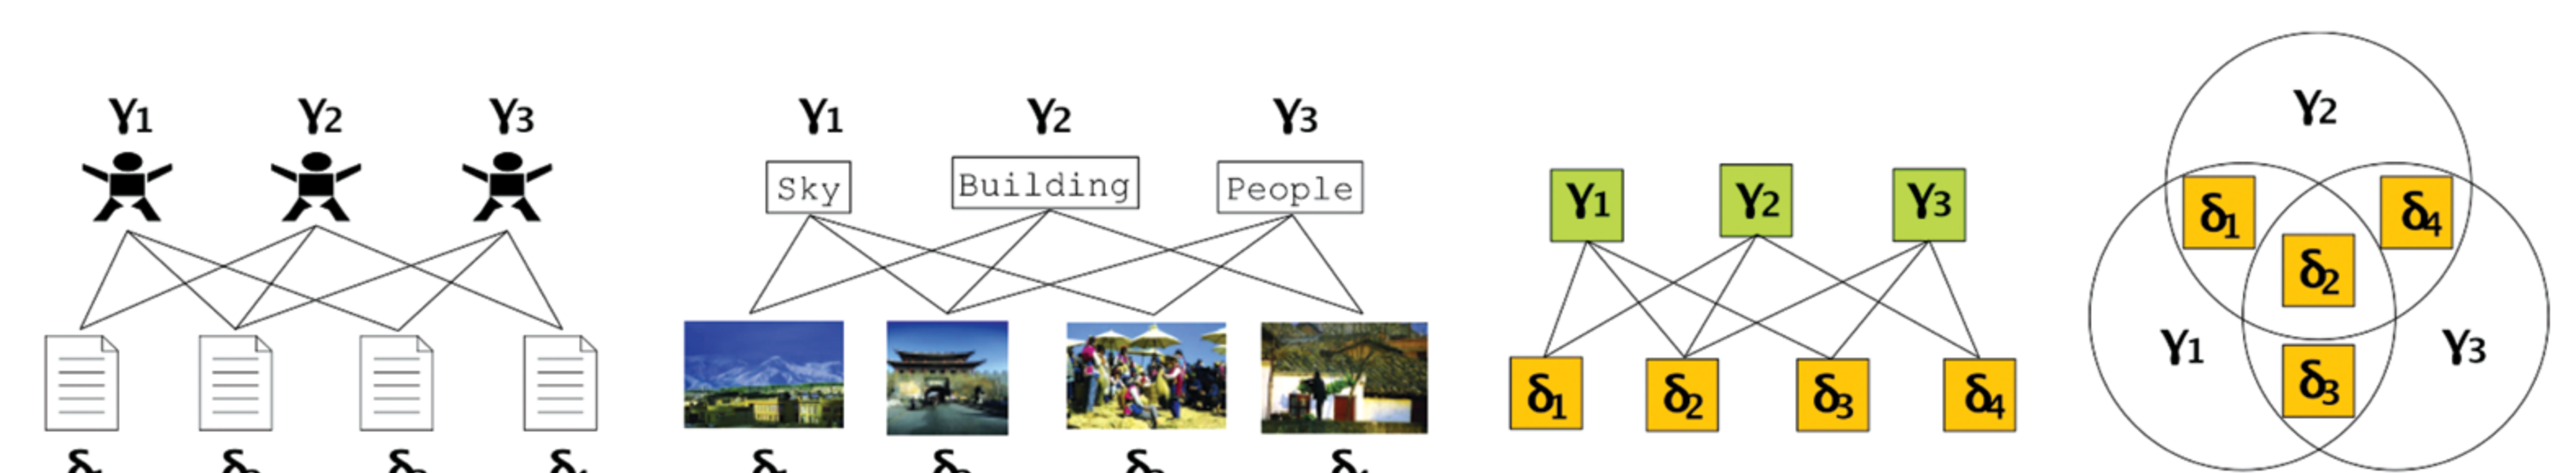 γ1 γ2 γ3
γ1 γ2 γ3
Sky Building People
γ1 γ2 γ3
δ1 δ2 δ3 δ4
γ2
δ1 δ4
δ2
γ1 γ3
δ3